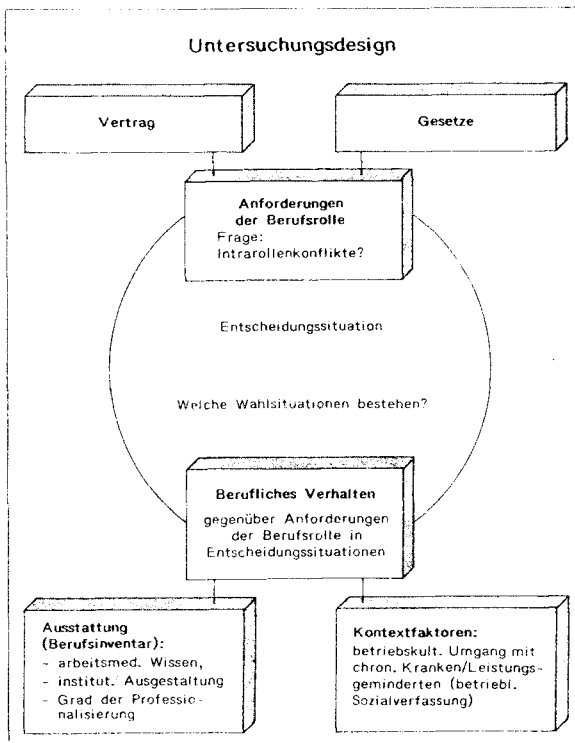 Untersuchungsdesign
Vertrag
Gesetze
Anforderungen
der Berufsrolle
Frage:
Intrarollenkonflikte?
Entscheidungssituation
Welche Wahlsituationen bestehen?
Berufliches Verhalten
gegenüber Anforderungen
der Berufsrolle in
Entscheidungssituationen
Ausstattung
(Berufsinventar):
- arbeitsmed. Wissen,
- institut. Ausgestaltung
- Grad der Professio-
nalisierung
Kontextfaktoren:
betriebskult. Umgang mit
chron. Kranken/Leistungs-
geminderten (betriebl.
Sozialverfassung)